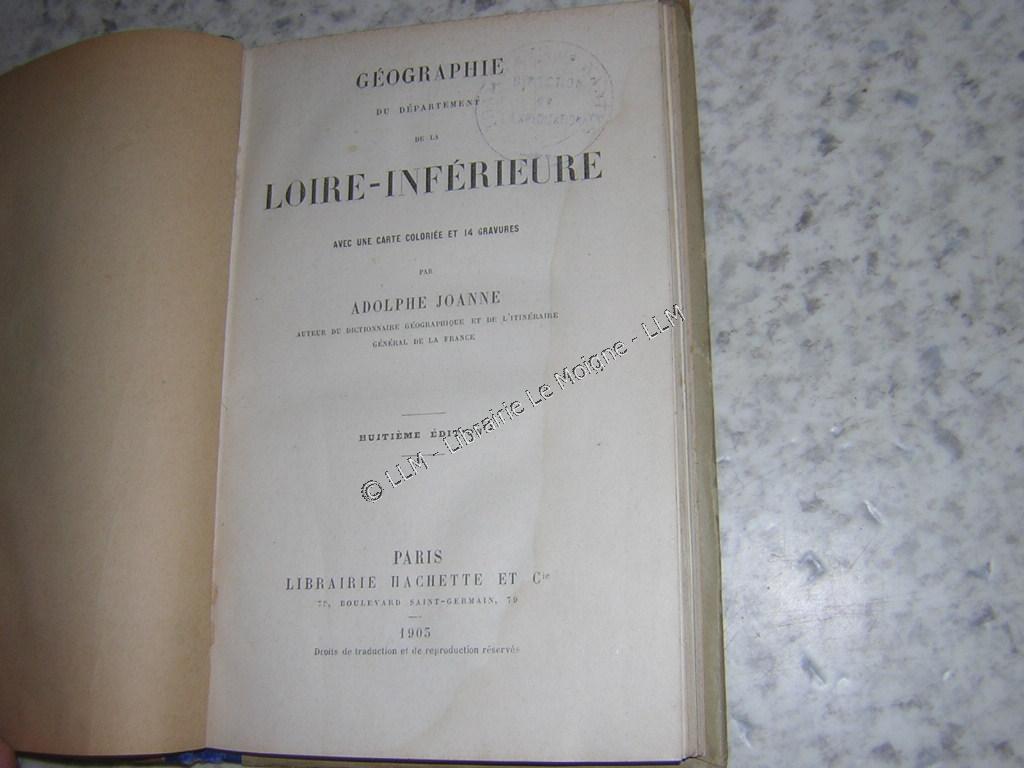 GÉOGRAPHIE
DU DÉPARTEMENT
DE LA
LOIRE-INFÉRIEURE
AVEC UNE CARTE COLORIÉE ET 14 GRAVURES
PAR
ADOLPHE JOANNE
AUTEUR DU DICTIONNAIRE GÉOGRAPHIQUE ET DE L'ITINÉRAIRE
GÉNÉRAL DE LA FRANCE
HUITIÈME
© LLM - Librairie Le Moigne - LLM
PARIS
LIBRAIRIE HACHETTE ET Cie
BOULEVARD SAINT-GERMAIN, 79
Droits de traduction et de reproduction réservés